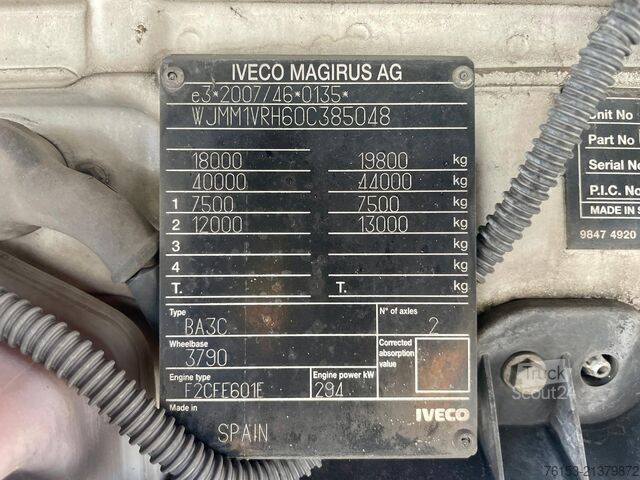 IVECO MAGIRUS AG
e3*2007/46*0135*
WJMM1VRH60C385048
18000 19800 kg
40000 44000 kg
1 7500 7500 kg
2 12000 13000 kg
3 kg
4 kg
T. T. kg
Type N° of axles
BA3C 2
Wheelbase Corrected absorption value
3790
Engine type Engine power kW
F2CFE601E 294
Made in IVECO
SPAIN
Unit No
Part No
Serial No
P.I.C. No
MADE IN
9847 4920
Truck
Scout24
76153-21379872